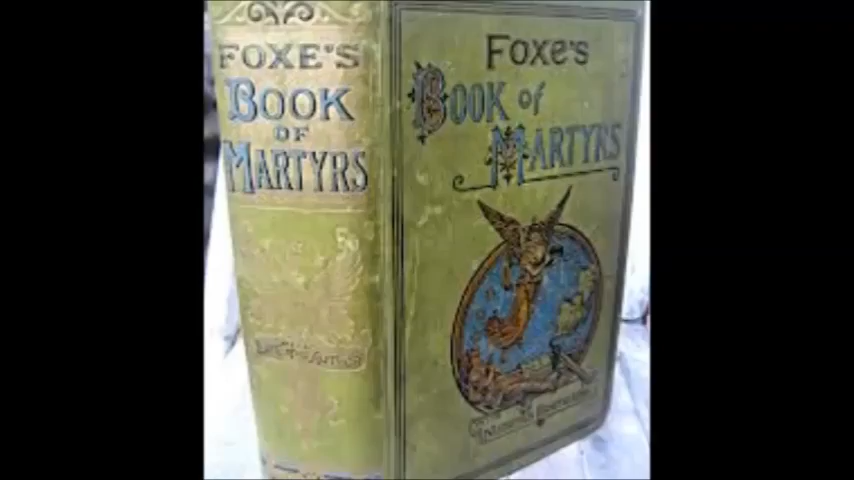 FOXE'S
BOOK
OF
MARTYRS
FOXE'S
BOOK OF
MARTYRS